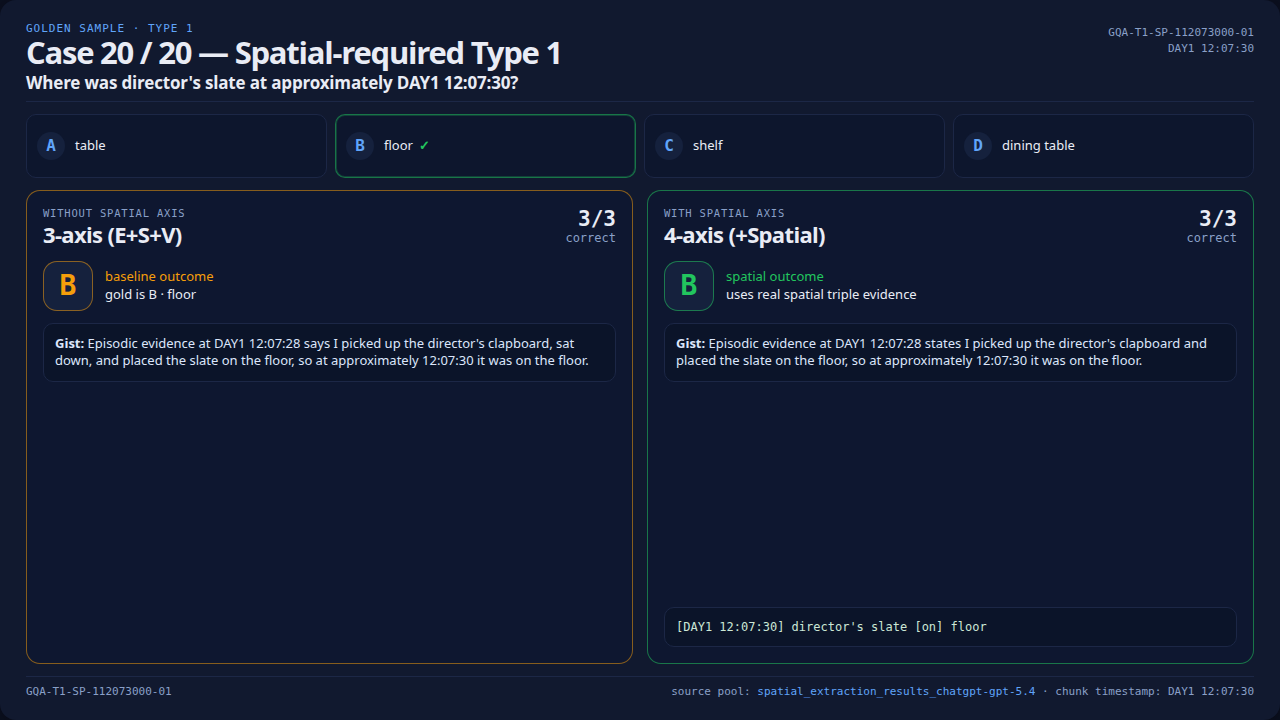 GOLDEN SAMPLE · TYPE 1
Case 20 / 20 — Spatial-required Type 1
Where was director's slate at approximately DAY1 12:07:30?
GQA-T1-SP-112073000-01
DAY1 12:07:30
A table
B floor ✓
C shelf
D dining table
WITHOUT SPATIAL AXIS
3-axis (E+S+V)
3/3
correct
B
baseline outcome
gold is B · floor
Gist: Episodic evidence at DAY1 12:07:28 says I picked up the director's clapboard, sat
down, and placed the slate on the floor, so at approximately 12:07:30 it was on the floor.
WITH SPATIAL AXIS
4-axis (+Spatial)
3/3
correct
B
spatial outcome
uses real spatial triple evidence
Gist: Episodic evidence at DAY1 12:07:28 states I picked up the director's clapboard and
placed the slate on the floor, so at approximately 12:07:30 it was on the floor.
[DAY1 12:07:30] director's slate [on] floor
GQA-T1-SP-112073000-01
source pool: spatial_extraction_results_chatgpt-gpt-5.4 · chunk timestamp: DAY1 12:07:30